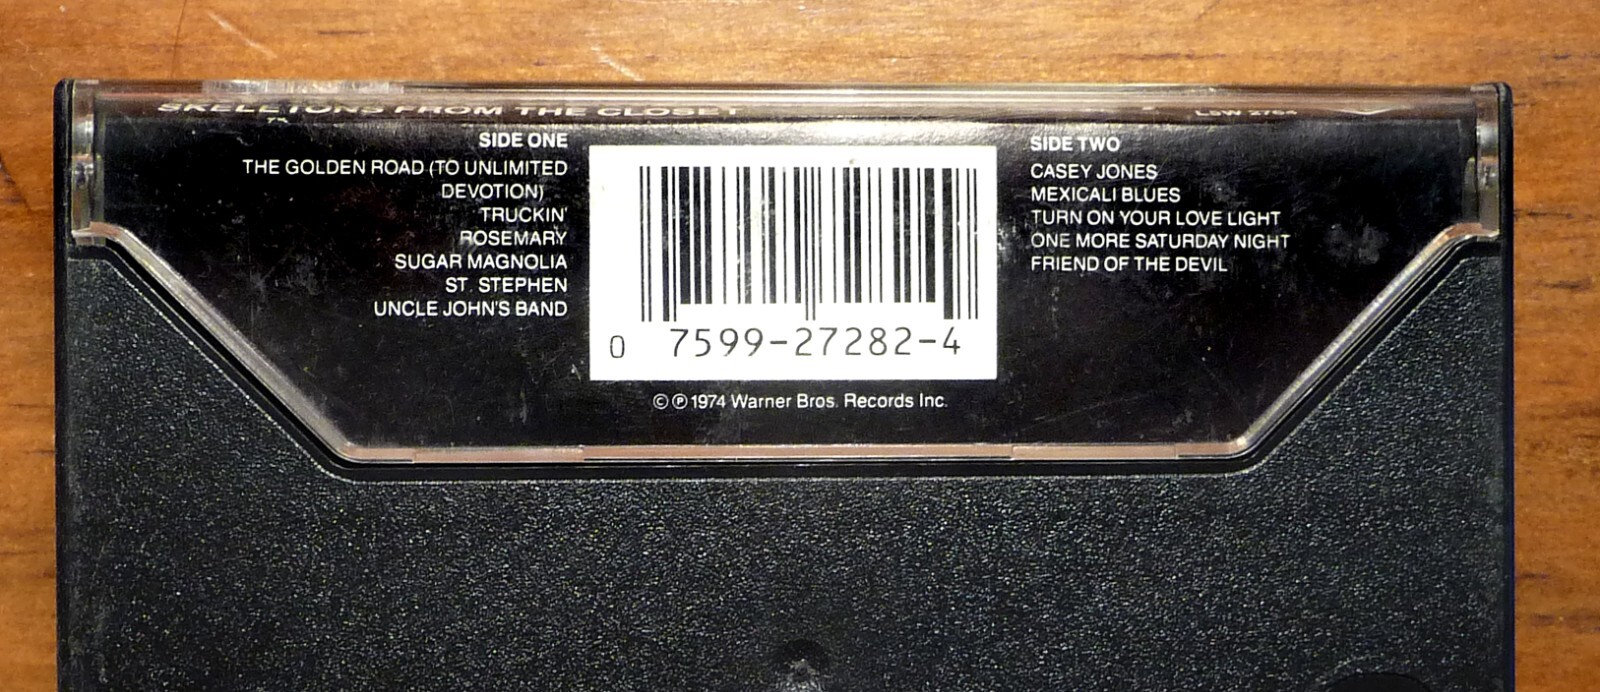 SKELETONS FROM THE CLOSET
SIDE ONE
THE GOLDEN ROAD (TO UNLIMITED
DEVOTION)
TRUCKIN'
ROSEMARY
SUGAR MAGNOLIA
ST. STEPHEN
UNCLE JOHN'S BAND
0 7599-27282-4
© ℗ 1974 Warner Bros. Records Inc.
SIDE TWO
CASEY JONES
MEXICALI BLUES
TURN ON YOUR LOVE LIGHT
ONE MORE SATURDAY NIGHT
FRIEND OF THE DEVIL